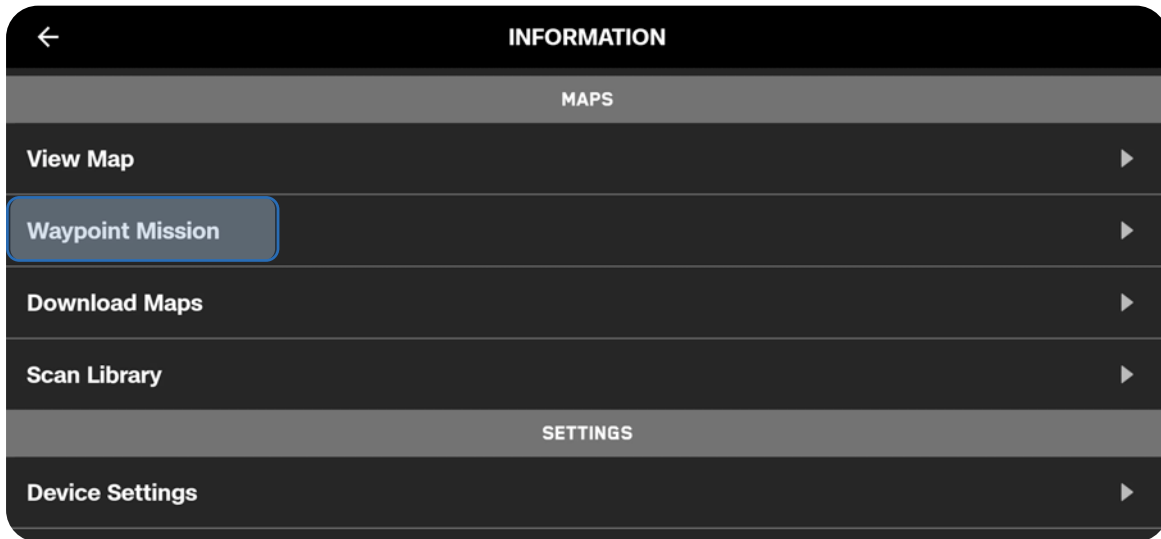 INFORMATION
MAPS
View Map
Waypoint Mission
Download Maps
Scan Library
SETTINGS
Device Settings